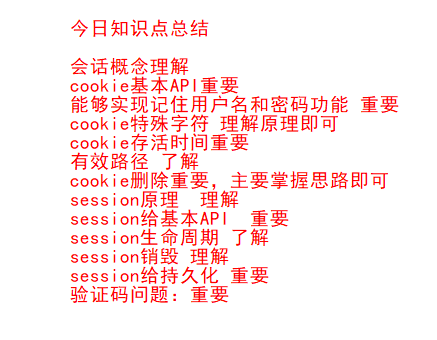 今日知识点总结
会话概念理解
cookie基本API重要
能够实现记住用户名和密码功能 重要
cookie特殊字符 理解原理即可
cookie存活时间重要
有效路径 了解
cookie删除重要，主要掌握思路即可
session原理  理解
session给基本API  重要
session生命周期 了解
session销毁 理解
session给持久化 重要
验证码问题：重要